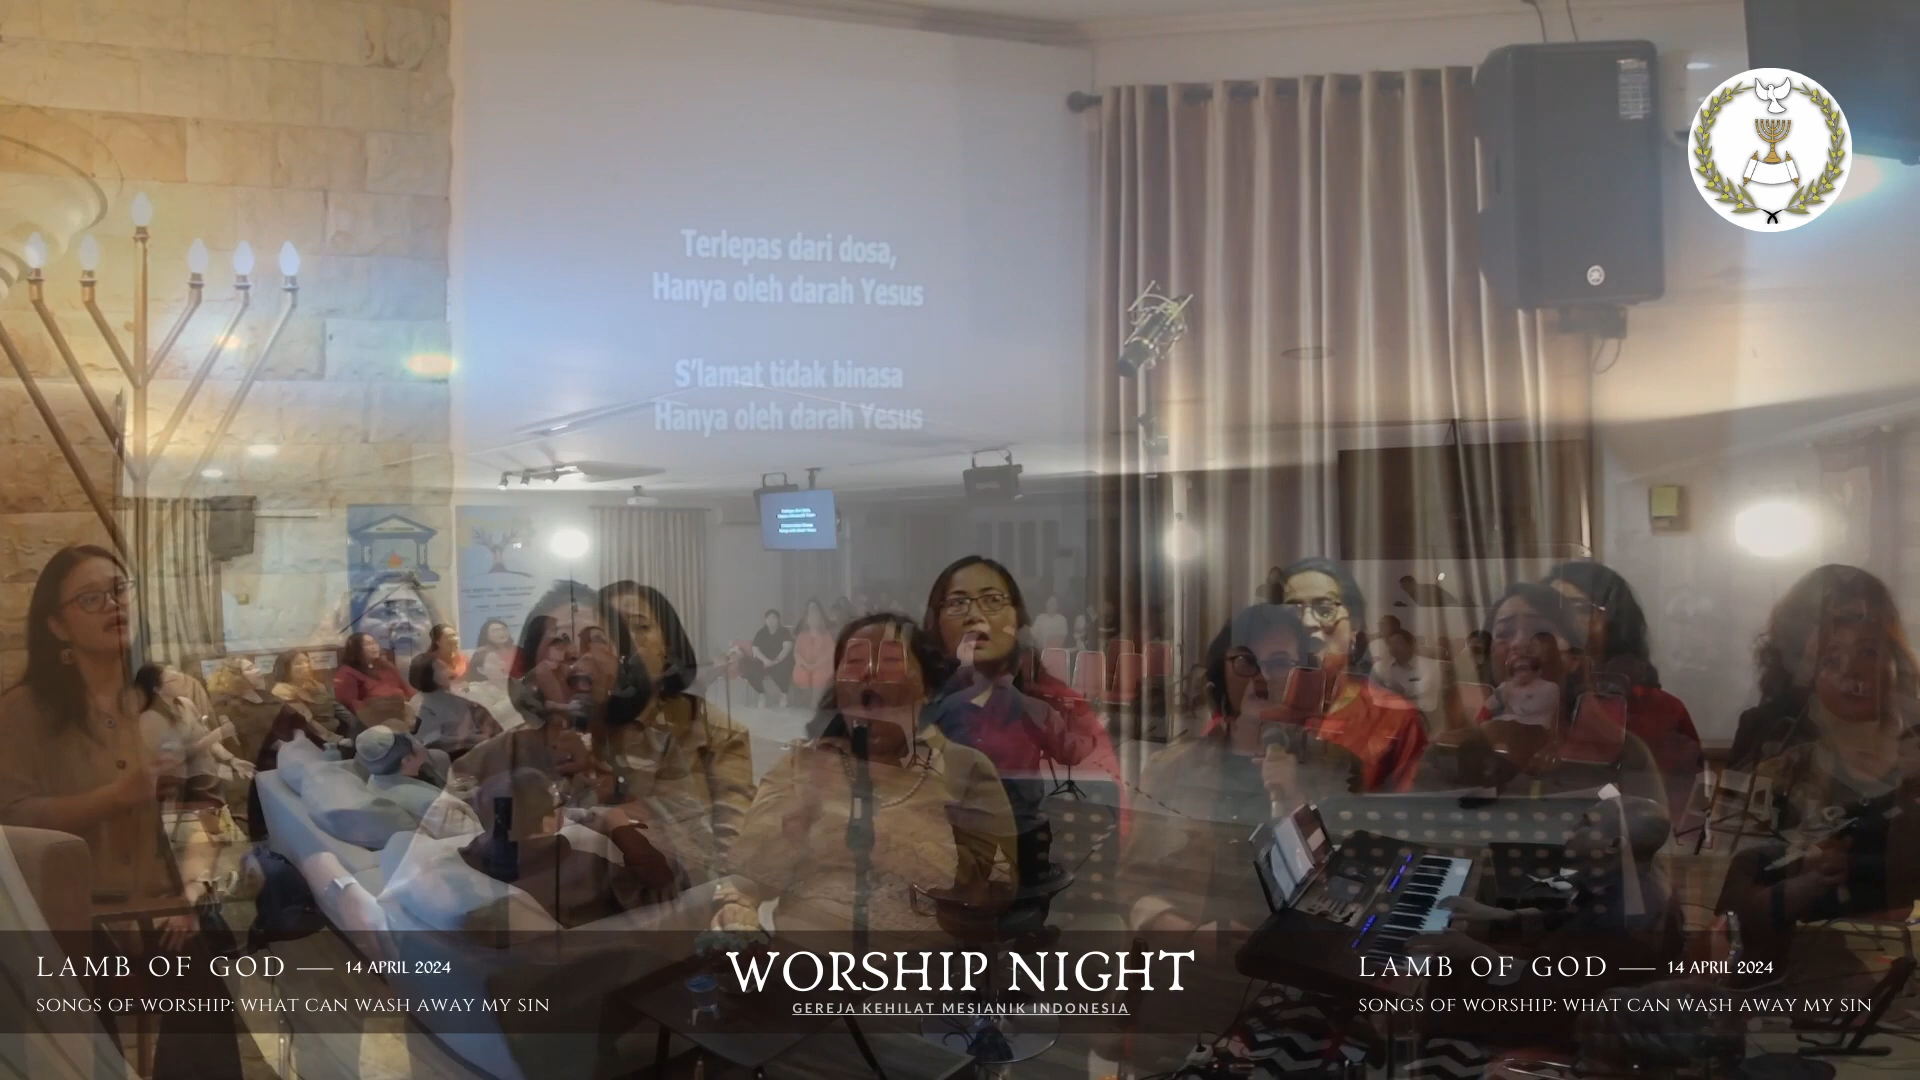 Terlepas dari dosa,
Hanya oleh darah Yesus
S'lamat tidak binasa
Hanya oleh darah Yesus
LAMB OF GOD — 14 APRIL 2024
SONGS OF WORSHIP: WHAT CAN WASH AWAY MY SIN
WORSHIP NIGHT
GEREJA KEHILAT MESIANIK INDONESIA
LAMB OF GOD — 14 APRIL 2024
SONGS OF WORSHIP: WHAT CAN WASH AWAY MY SIN